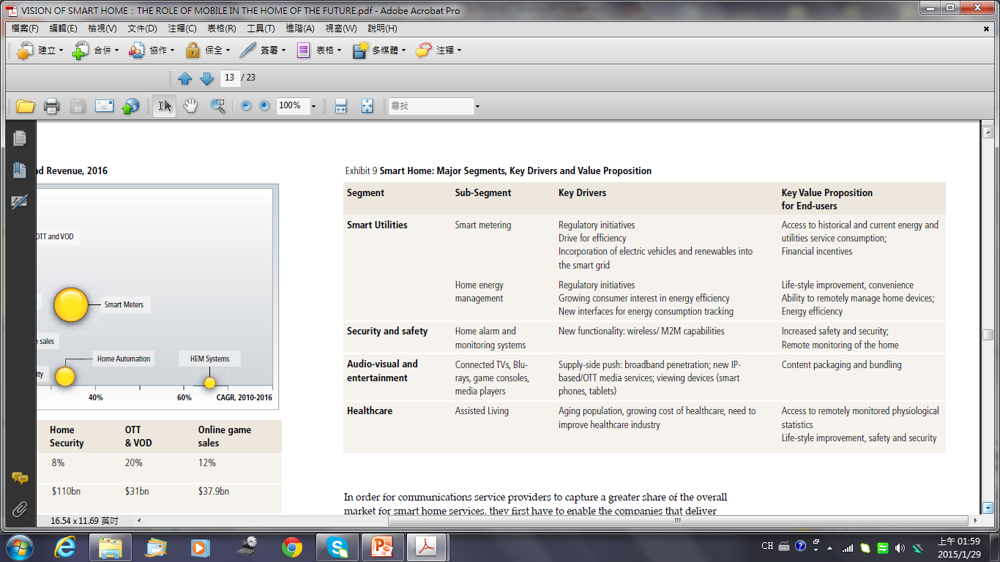 VISION OF SMART HOME：THE ROLE OF MOBILE IN THE HOME OF THE FUTURE.pdf - Adobe Acrobat Pro
檔案(F) 編輯(E) 檢視(V) 文件(D) 注釋(C) 表格(R) 工具(T) 進階(A) 視窗(W) 說明(H)
建立 合併 協作 保全 簽署 表格 多媒體 注釋
13 / 23
100% 尋找
nd Revenue, 2016
OTT and VOD
Smart Meters
e sales
Home Automation
HEM Systems
ity
40% 60% CAGR, 2010-2016
Home OTT Online game
Security & VOD sales
8% 20% 12%
$110bn $31bn $37.9bn
Exhibit 9 Smart Home: Major Segments, Key Drivers and Value Proposition
Segment Sub-Segment Key Drivers Key Value Proposition
for End-users
Smart Utilities Smart metering Regulatory initiatives Access to historical and current energy and
Drive for efficiency utilities service consumption;
Incorporation of electric vehicles and renewables into Financial incentives
the smart grid
Home energy Regulatory initiatives Life-style improvement, convenience
management Growing consumer interest in energy efficiency Ability to remotely manage home devices;
New interfaces for energy consumption tracking Energy efficiency
Security and safety Home alarm and New functionality: wireless/ M2M capabilities Increased safety and security;
monitoring systems Remote monitoring of the home
Audio-visual and Connected TVs, Blu- Supply-side push: broadband penetration; new IP- Content packaging and bundling
entertainment rays, game consoles, based/OTT media services; viewing devices (smart
media players phones, tablets)
Healthcare Assisted Living Aging population, growing cost of healthcare, need to Access to remotely monitored physiological
improve healthcare industry statistics
Life-style improvement, safety and security
In order for communications service providers to capture a greater share of the overall
market for smart home services, they first have to enable the companies that deliver
16.54 x 11.69 英吋
CH
上午 01:59
2015/1/29